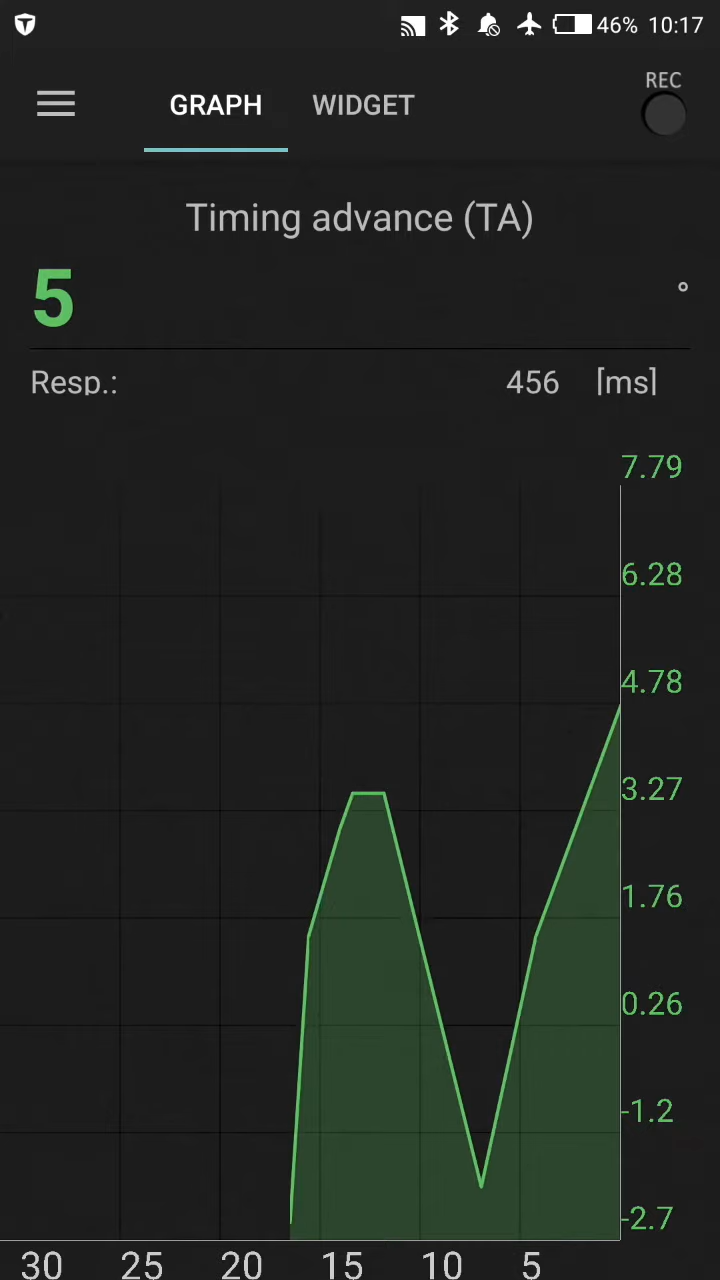 46% 10:17
GRAPH WIDGET REC
Timing advance (TA)
5 °
Resp.: 456 [ms]
7.79
6.28
4.78
3.27
1.76
0.26
-1.2
-2.7
30 25 20 15 10 5